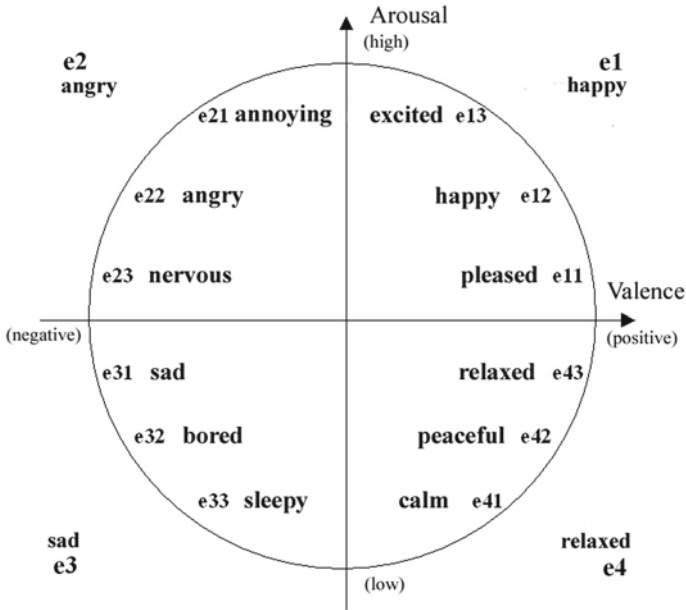 Arousal
(high)
e2
angry
e1
happy
e21 annoying
excited e13
e22 angry
happy e12
e23 nervous
pleased e11
Valence
(negative)
(positive)
e31 sad
relaxed e43
e32 bored
peaceful e42
e33 sleepy
calm e41
sad
e3
relaxed
e4
(low)